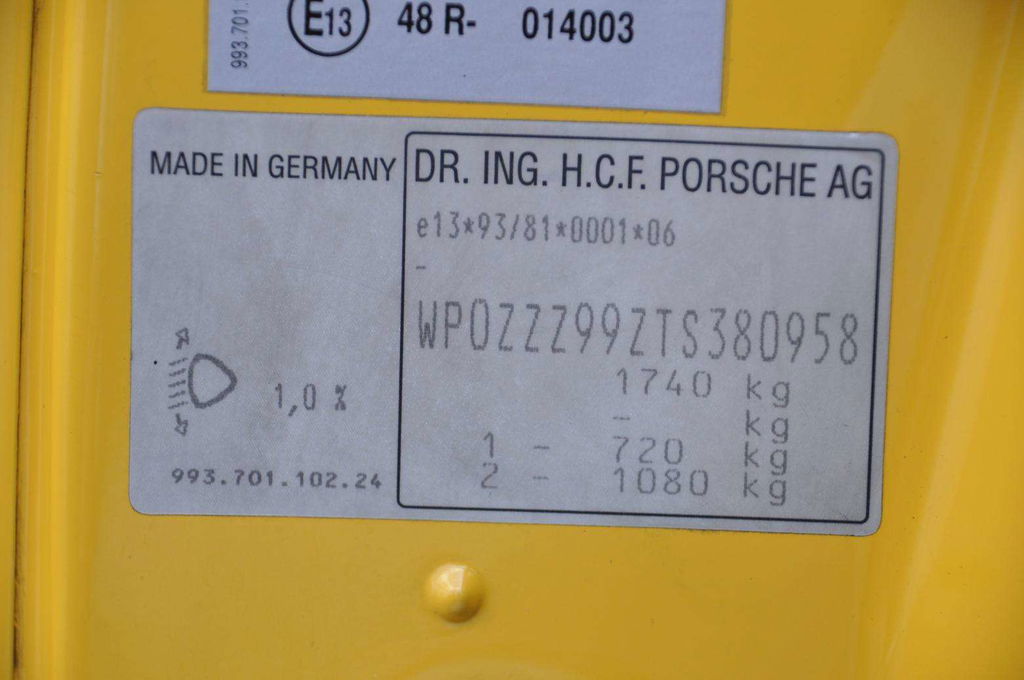 993.701.
E13 48 R- 014003
MADE IN GERMANY
DR. ING. H.C.F. PORSCHE AG
e13*93/81*0001*06
-
WP0ZZZ99ZTS380958
1740 kg
- kg
1 - 720 kg
2 - 1080 kg
1,0 %
993.701.102.24